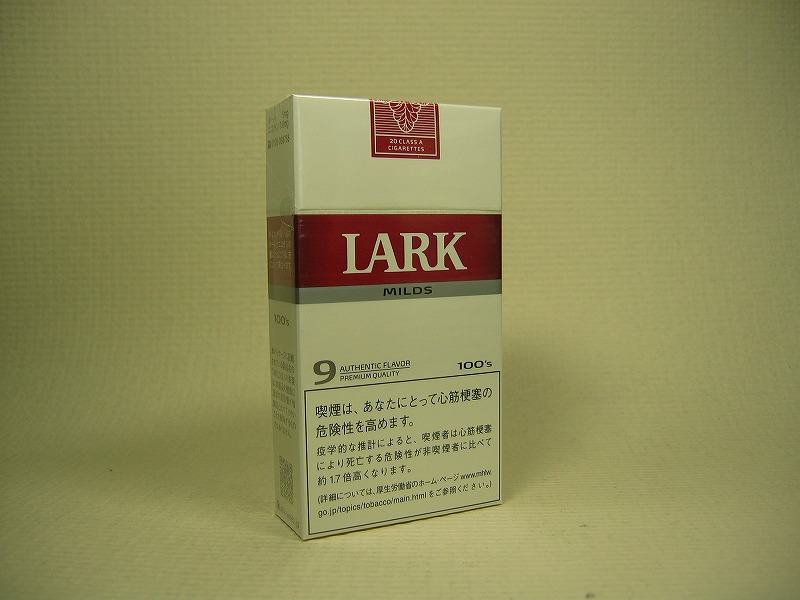 20 CLASS A
CIGARETTES
LARK
MILDS
9 AUTHENTIC FLAVOR
PREMIUM QUALITY
100's
喫煙は、あなたにとって心筋梗塞の
危険性を高めます。
疫学的な推計によると、喫煙者は心筋梗塞
により死亡する危険性が非喫煙者に比べて
約1.7倍高くなります。
(詳細については、厚生労働省のホーム・ページ www.mhlw.
go.jp/topics/tobacco/main.html をご参照ください。)
100's